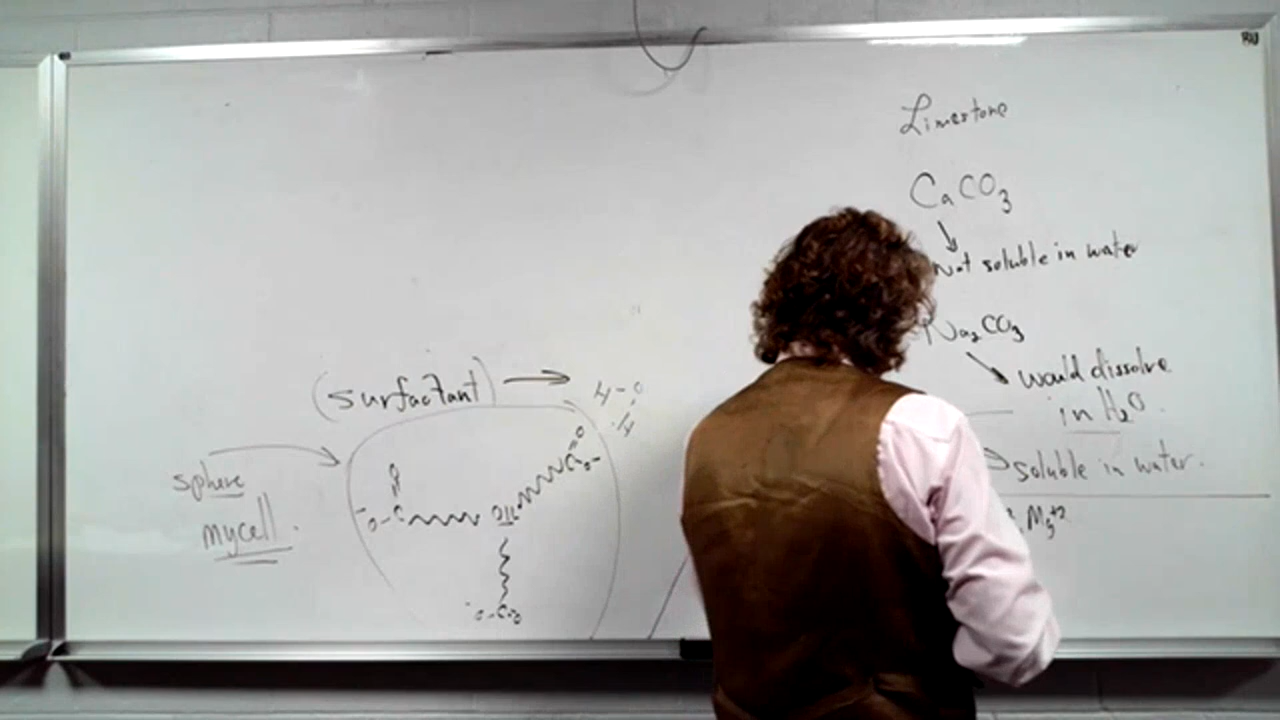 Limestone
CaCO3
Not soluble in water
Na2CO3
would dissolve
in H2O.
soluble in water.
Mg+2
(surfactant)
H-O
H
sphere
mycell.
O
C
O-
O
-O-C
Oil
-O-C=O